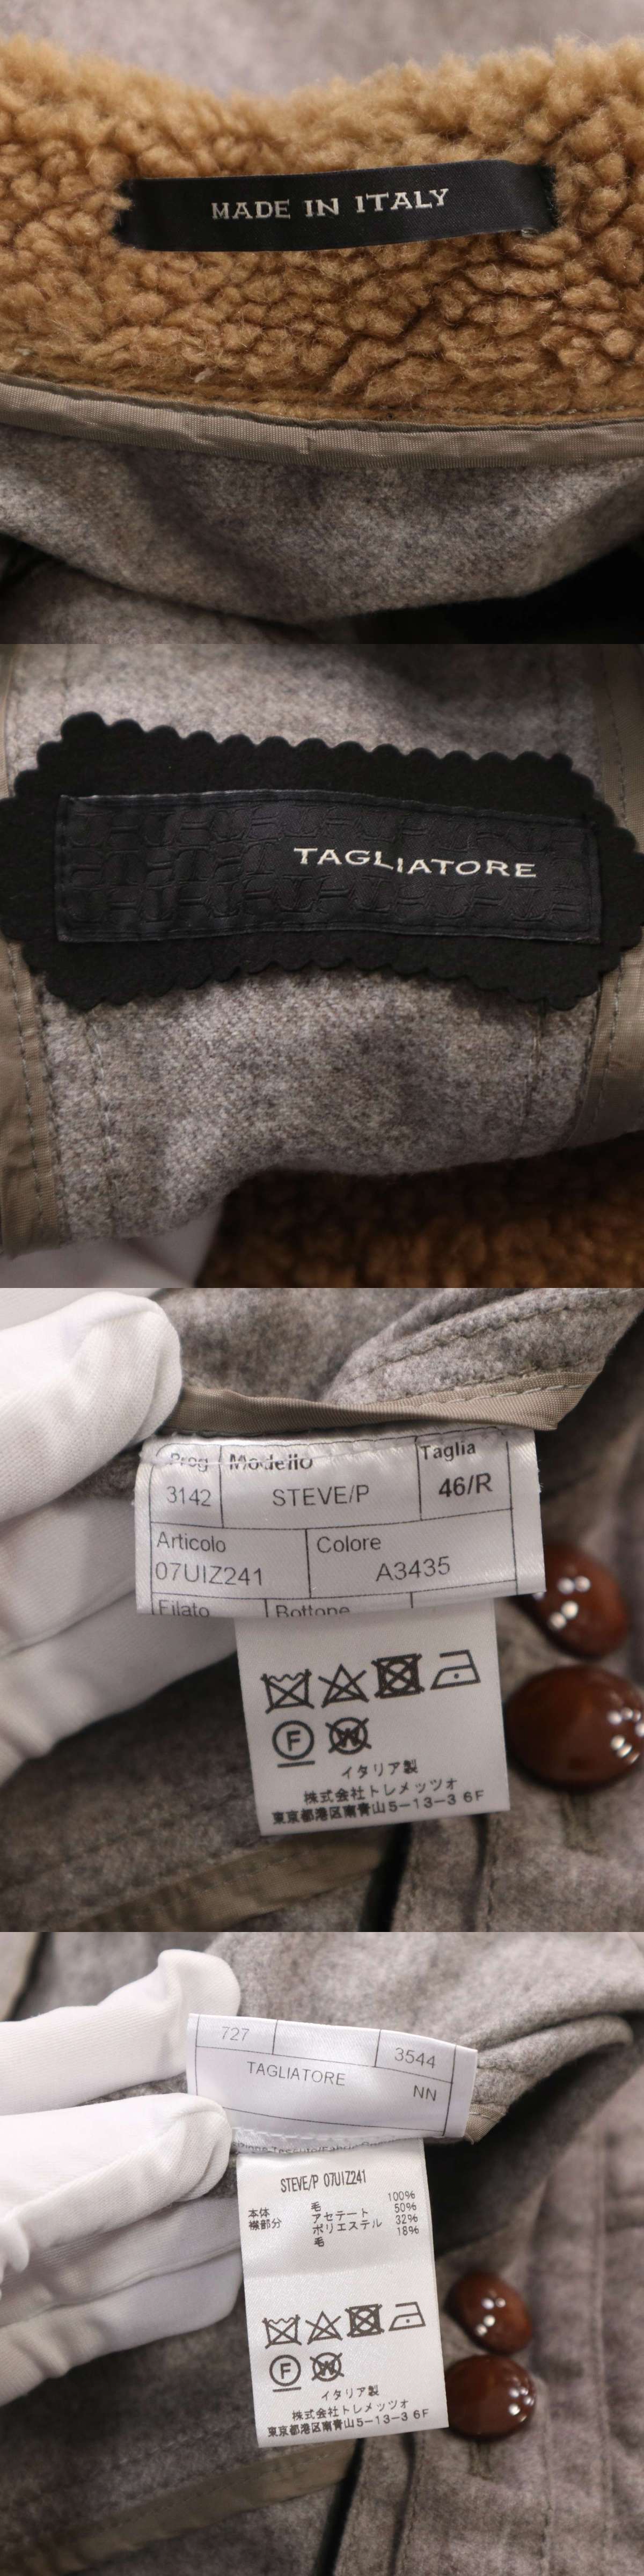 MADE IN ITALY
TAGLIATORE
Prog Modello Taglia
3142 STEVE/P 46/R
Articolo Colore
07UIZ241 A3435
Filato Bottone
F
W
イタリア製
株式会社トレメッツォ
東京都港区南青山5-13-3 6F
727 3544
TAGLIATORE
NN
STEVE/P 07UIZ241
本体 毛 100%
襟部分 アセテート 50%
ポリエステル 32%
毛 18%
F
W
イタリア製
株式会社トレメッツォ
東京都港区南青山5-13-3 6F